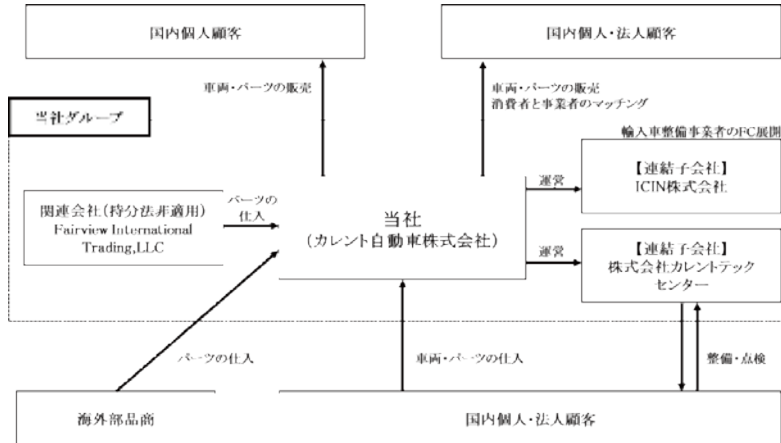 国内個人顧客
国内個人・法人顧客
車両・パーツの販売
車両・パーツの販売
消費者と事業者のマッチング
当社グループ
輸入車整備事業者のFC展開
関連会社(持分法非適用)
Fairview International
Trading,LLC
パーツの
仕入
当社
(カレント自動車株式会社)
運営
【連結子会社】
ICIN株式会社
運営
【連結子会社】
株式会社カレントテック
センター
パーツの仕入
車両・パーツの仕入
整備・点検
海外部品商
国内個人・法人顧客